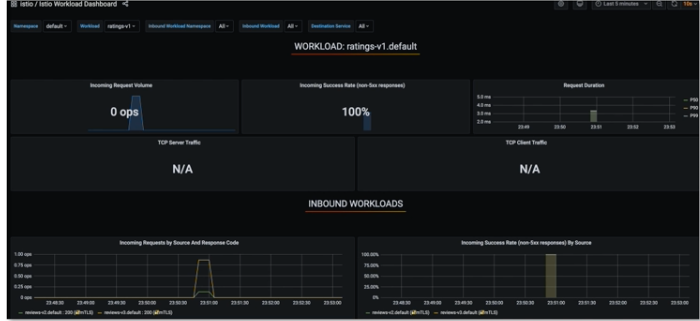 istio / Istio Workload Dashboard
Last 5 minutes
10s
Namespace default Workload ratings-v1 Inbound Workload Namespace All Inbound Workload All Destination Service All
WORKLOAD: ratings-v1.default
Incoming Request Volume
0 ops
Incoming Success Rate (non-5xx responses)
100%
Request Duration
5.0 ms
4.0 ms
3.0 ms
2.0 ms
23:49 23:50 23:51 23:52 23:53
P50
P90
P99
TCP Server Traffic
N/A
TCP Client Traffic
N/A
INBOUND WORKLOADS
Incoming Requests by Source And Response Code
1.00 ops
0.75 ops
0.50 ops
0.25 ops
0 ops
23:48:30 23:49:00 23:49:30 23:50:00 23:50:30 23:51:00 23:51:30 23:52:00 23:52:30 23:53:00
reviews-v2.default : 200 (🔐mTLS) reviews-v3.default : 200 (🔐mTLS)
Incoming Success Rate (non-5xx responses) By Source
100.00%
75.00%
50.00%
25.00%
0%
23:48:30 23:49:00 23:49:30 23:50:00 23:50:30 23:51:00 23:51:30 23:52:00 23:52:30 23:53:00
reviews-v2.default (🔐mTLS) reviews-v3.default (🔐mTLS)